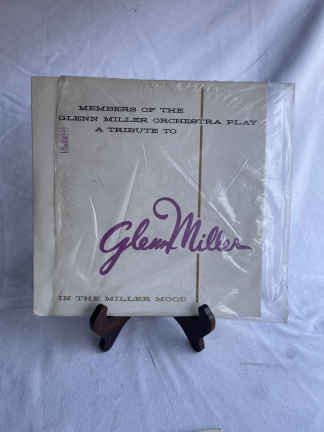 MEMBERS OF THE
GLENN MILLER ORCHESTRA PLAY
A TRIBUTE TO
Glenn Miller
IN THE MILLER MOOD